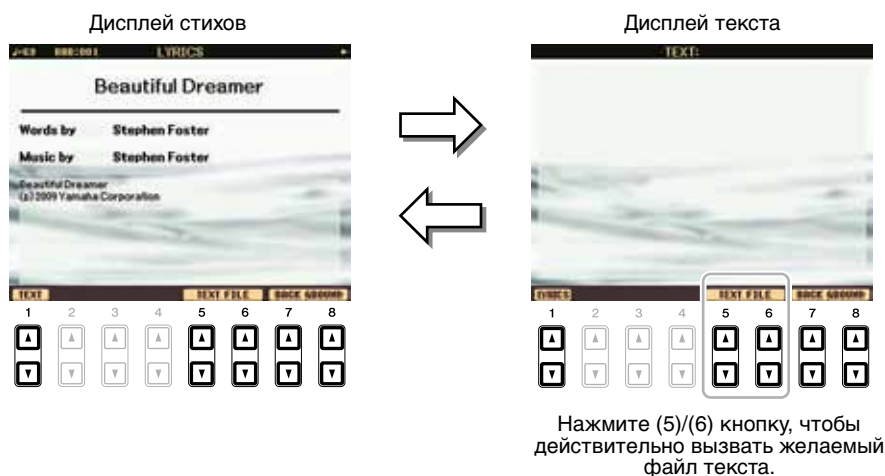 Дисплей стихов
LYRICS
Beautiful Dreamer
Words by Stephen Foster
Music by Stephen Foster
Beautiful Dreamer
(p) 2009 Yamaha Corporation
TEXT TEXT FILE BACK GROUND
1 2 3 4 5 6 7 8
Дисплей текста
TEXT:
LYRICS TEXT FILE BACK GROUND
1 2 3 4 5 6 7 8
Нажмите (5)/(6) кнопку, чтобы
действительно вызвать желаемый
файл текста.